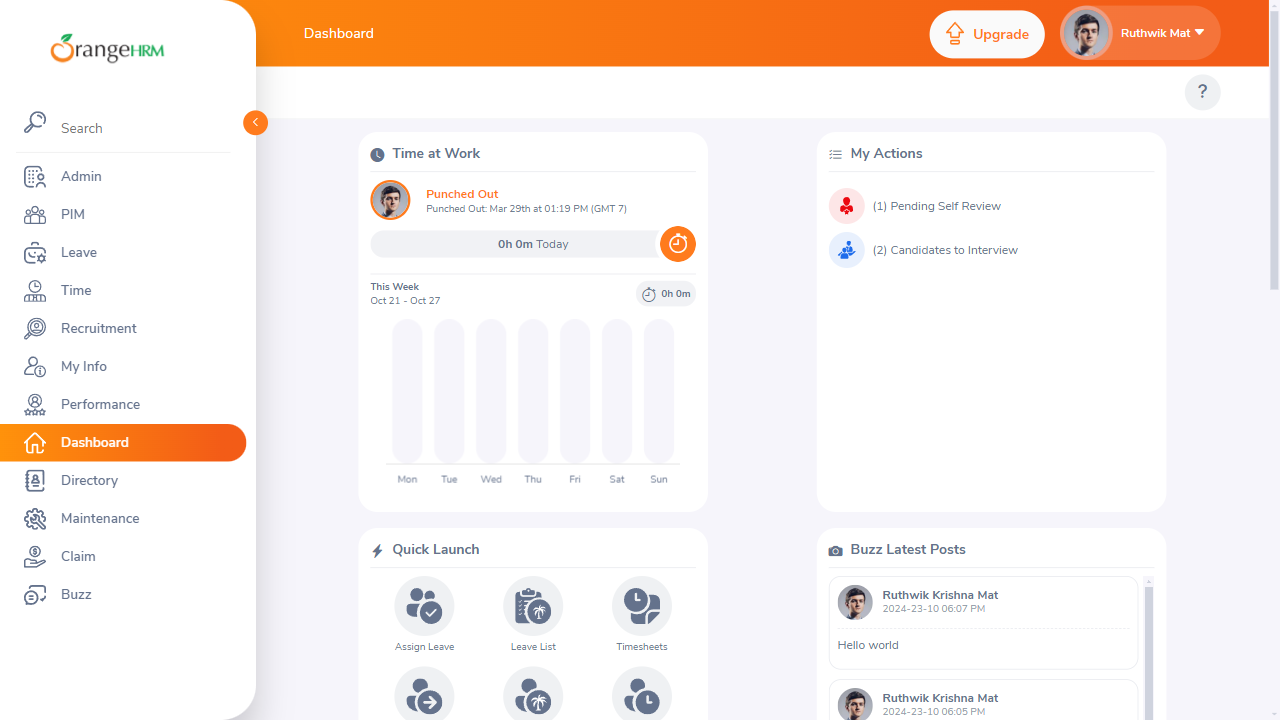 OrangeHRM
Search
Admin
PIM
Leave
Time
Recruitment
My Info
Performance
Dashboard
Directory
Maintenance
Claim
Buzz
Dashboard
Upgrade
Ruthwik Mat
?
Time at Work
Punched Out
Punched Out: Mar 29th at 01:19 PM (GMT 7)
0h 0m Today
This Week
Oct 21 - Oct 27
0h 0m
Mon Tue Wed Thu Fri Sat Sun
My Actions
(1) Pending Self Review
(2) Candidates to Interview
Quick Launch
Assign Leave
Leave List
Timesheets
Buzz Latest Posts
Ruthwik Krishna Mat
2024-23-10 06:07 PM
Hello world
Ruthwik Krishna Mat
2024-23-10 06:05 PM